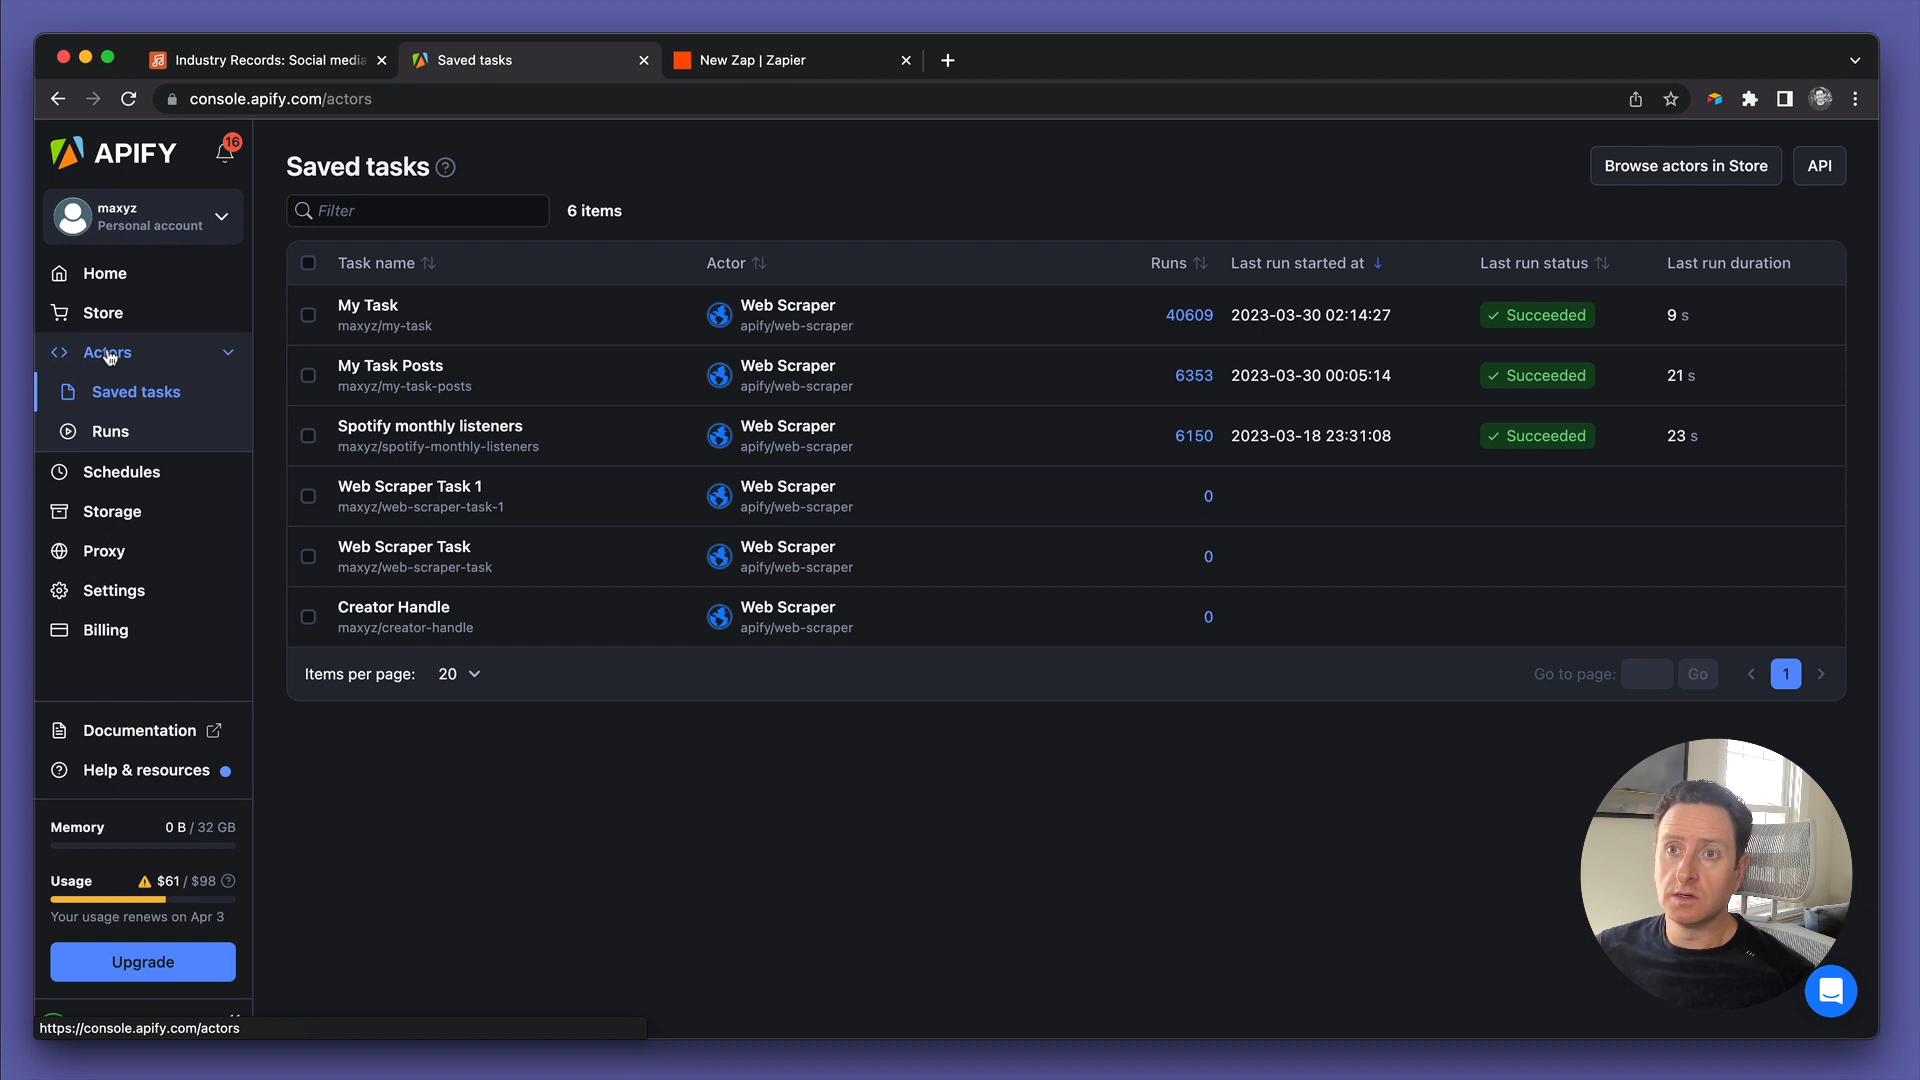 Industry Records: Social media
Saved tasks
New Zap | Zapier
console.apify.com/actors
APIFY
16
maxyz
Personal account
Home
Store
Actors
Saved tasks
Runs
Schedules
Storage
Proxy
Settings
Billing
Documentation
Help & resources
Memory 0 B / 32 GB
Usage $61 / $98
Your usage renews on Apr 3
Upgrade
https://console.apify.com/actors
Saved tasks
Browse actors in Store
API
Filter
6 items
Task name Actor Runs Last run started at Last run status Last run duration
My Task Web Scraper
maxyz/my-task apify/web-scraper
40609 2023-03-30 02:14:27 Succeeded 9 s
My Task Posts Web Scraper
maxyz/my-task-posts apify/web-scraper
6353 2023-03-30 00:05:14 Succeeded 21 s
Spotify monthly listeners Web Scraper
maxyz/spotify-monthly-listeners apify/web-scraper
6150 2023-03-18 23:31:08 Succeeded 23 s
Web Scraper Task 1 Web Scraper
maxyz/web-scraper-task-1 apify/web-scraper
0
Web Scraper Task Web Scraper
maxyz/web-scraper-task apify/web-scraper
0
Creator Handle Web Scraper
maxyz/creator-handle apify/web-scraper
0
Items per page: 20
Go to page: Go 1